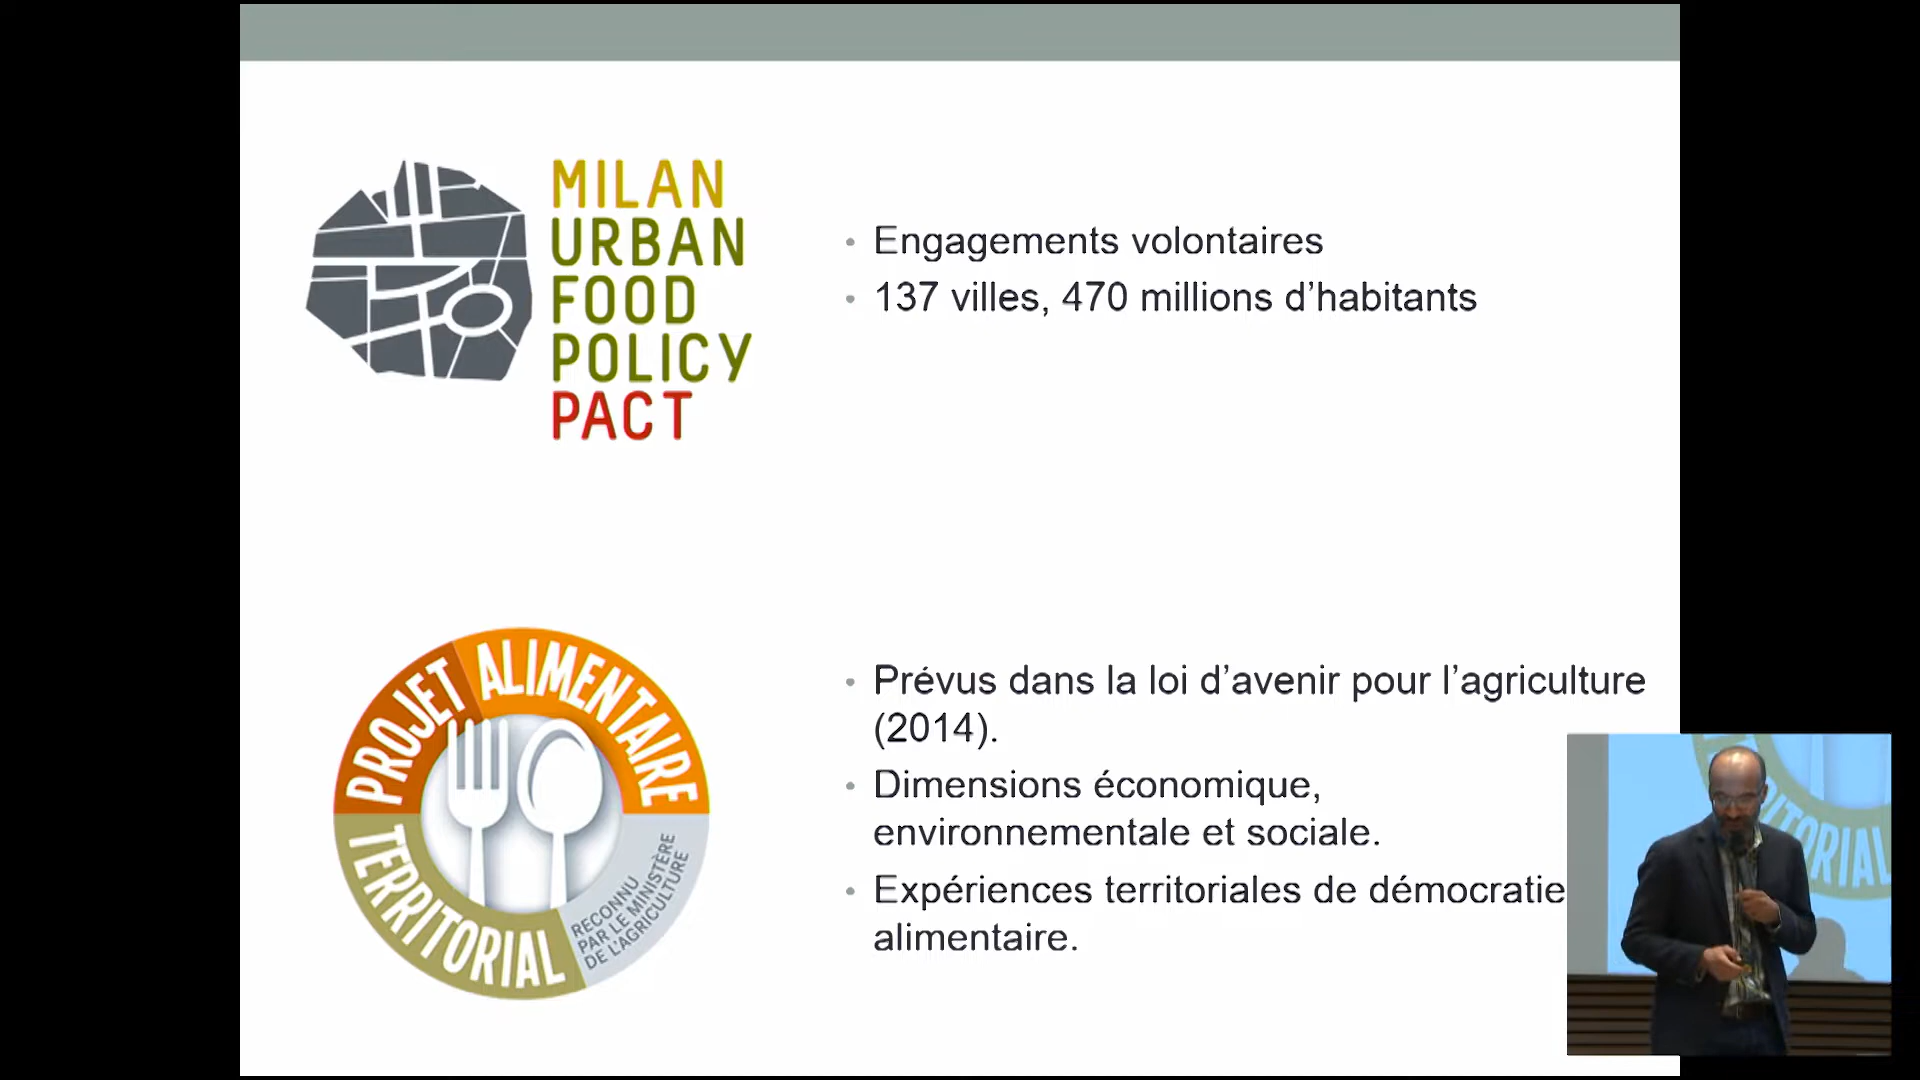 MILAN
URBAN
FOOD
POLICY
PACT
• Engagements volontaires
• 137 villes, 470 millions d’habitants
PROJET ALIMENTAIRE
TERRITORIAL
RECONNU
PAR LE MINISTÈRE
DE L’AGRICULTURE
• Prévus dans la loi d’avenir pour l’agriculture
(2014).
• Dimensions économique,
environnementale et sociale.
• Expériences territoriales de démocratie
alimentaire.
RITORIAL